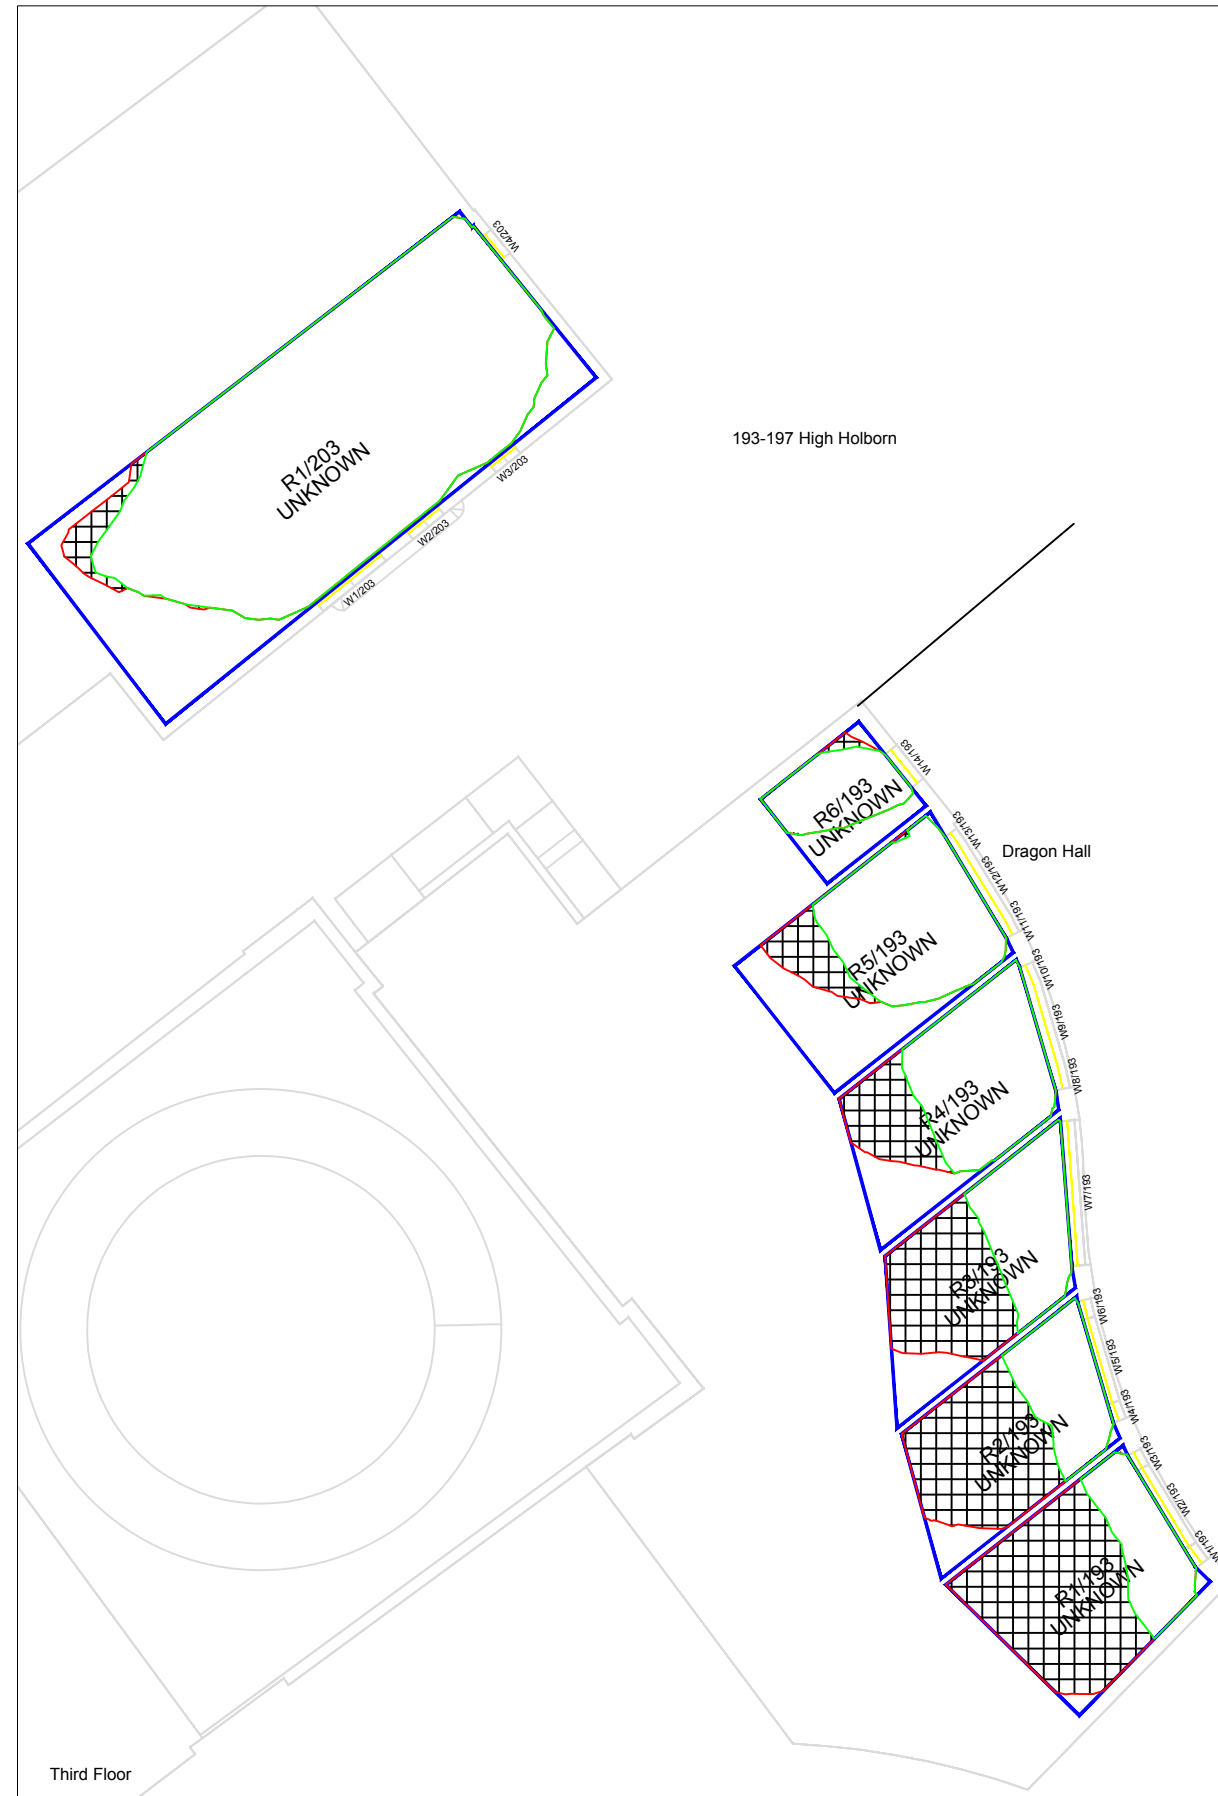 W4/203
R1/203
UNKNOWN
193-197 High Holborn
W3/203
W2/203
W1/203
W14/193
R6/193
UNKNOWN
W13/193
Dragon Hall
W12/193
W11/193
R5/193
UNKNOWN
W10/193
W9/193
W8/193
R4/193
UNKNOWN
W7/193
R3/193
UNKNOWN
W6/193
W5/193
W4/193
R2/193
UNKNOWN
W3/193
W2/193
W1/193
R1/193
UNKNOWN
Third Floor